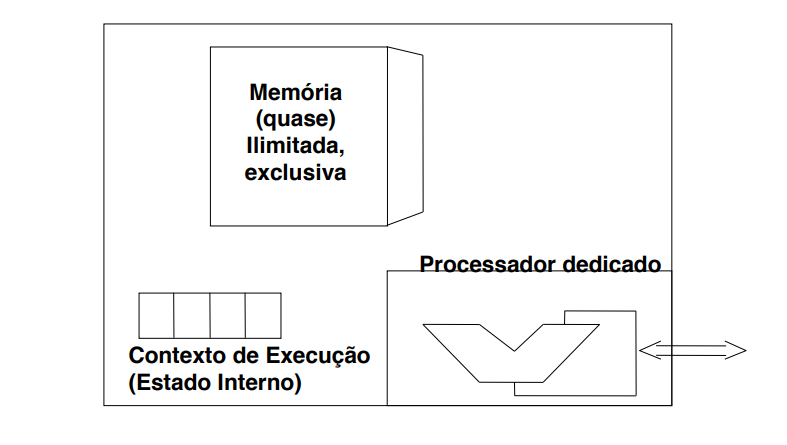 Memória
(quase)
Ilimitada,
exclusiva
Processador dedicado
Contexto de Execução
(Estado Interno)